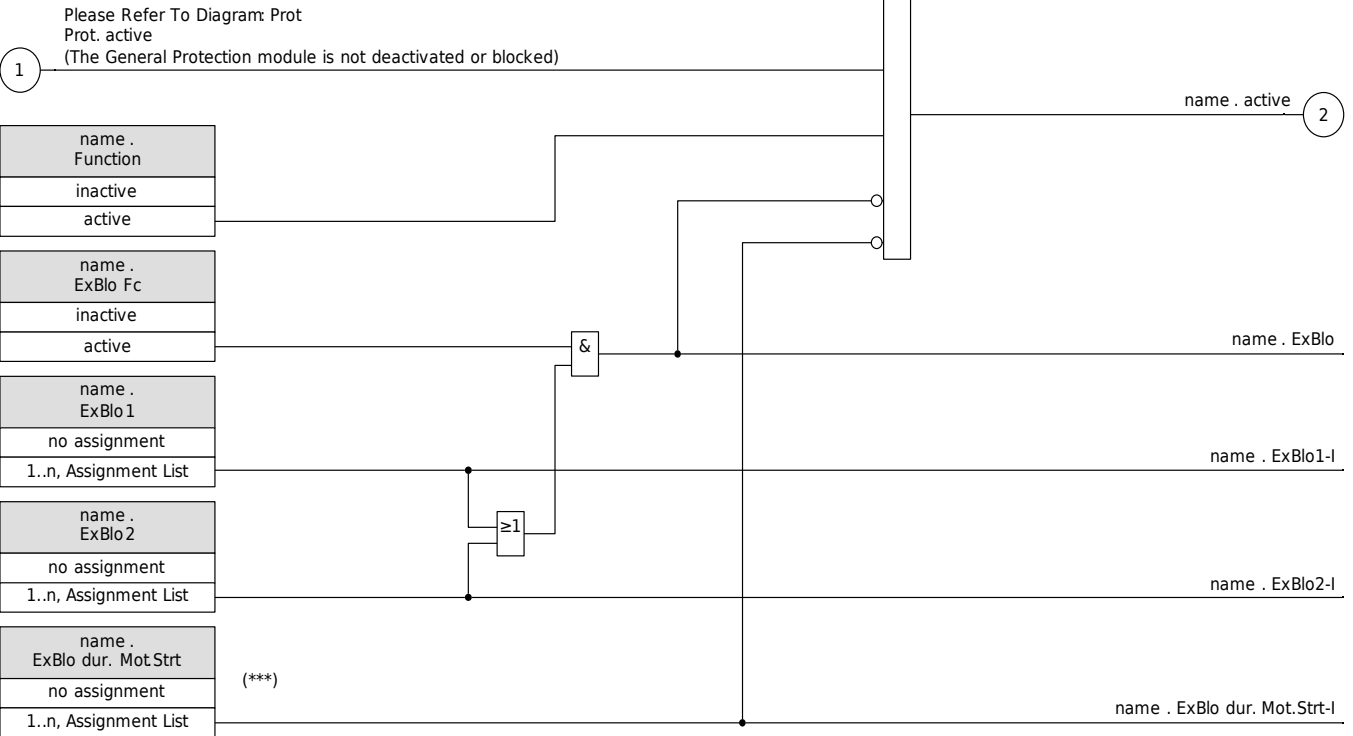 Please Refer To Diagram: Prot
Prot. active
(The General Protection module is not deactivated or blocked)
1
name . active
2
name .
Function
inactive
active
name .
ExBlo Fc
inactive
active
&
name . ExBlo
name .
ExBlo1
no assignment
1..n, Assignment List
name . ExBlo1-I
≥1
name .
ExBlo2
no assignment
1..n, Assignment List
name . ExBlo2-I
name .
ExBlo dur. Mot.Strt
(***)
no assignment
1..n, Assignment List
name . ExBlo dur. Mot.Strt-I